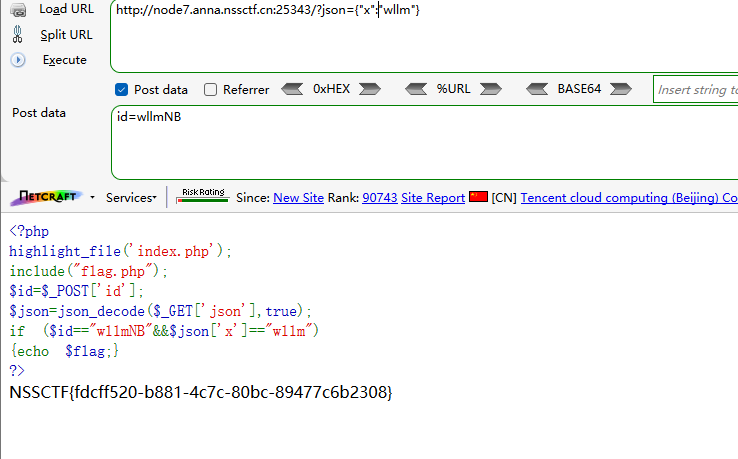 Load URL
http://node7.anna.nssctf.cn:25343/?json={"x":"wllm"}
Split URL
Execute
Post data Referrer 0xHEX %URL BASE64 Insert string to
Post data
id=wllmNB
NETCRAFT Services Risk Rating Since: New Site Rank: 90743 Site Report [CN] Tencent cloud computing (Beijing) Co
<?php
highlight_file('index.php');
include("flag.php");
$id=$_POST['id'];
$json=json_decode($_GET['json'],true);
if ($id=="wllmNB"&&$json['x']=="wllm")
{echo $flag;}
?>
NSSCTF{fdcff520-b881-4c7c-80bc-89477c6b2308}